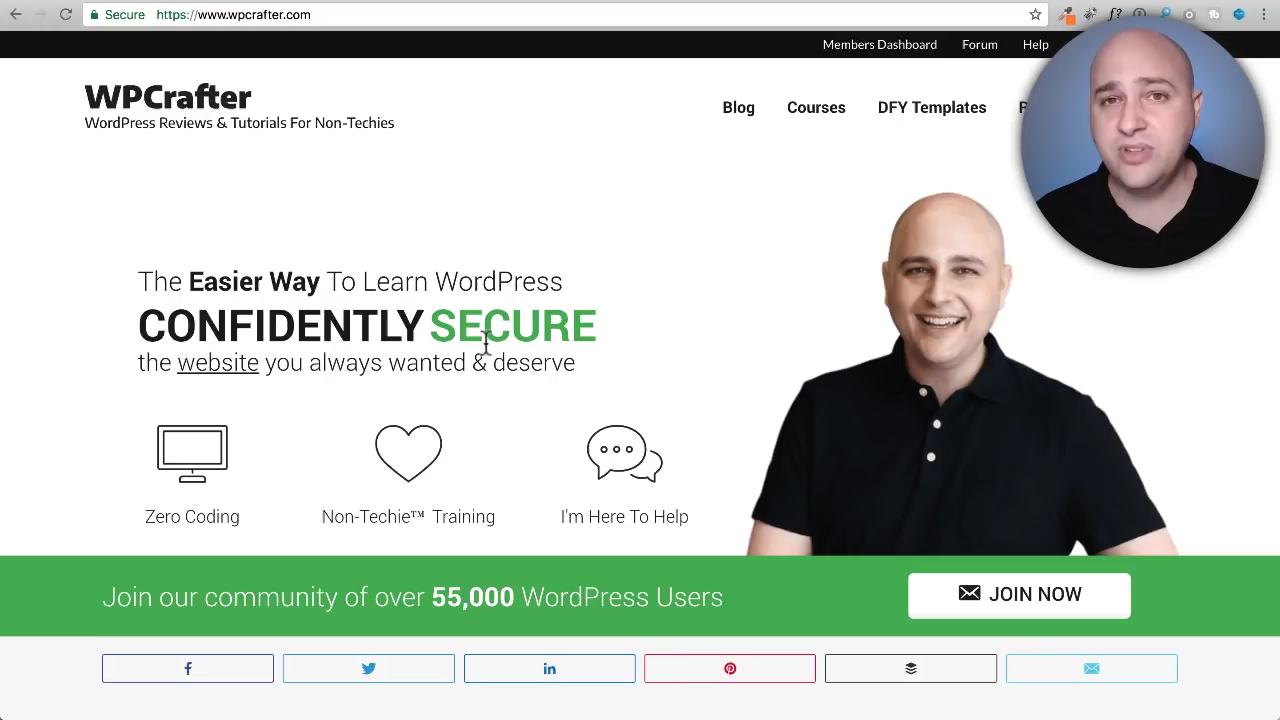 Secure https://www.wpcrafter.com
Members Dashboard Forum Help
WPCrafter
WordPress Reviews & Tutorials For Non-Techies
Blog Courses DFY Templates
The Easier Way To Learn WordPress
CONFIDENTLY SECURE
the website you always wanted & deserve
Zero Coding Non-Techie™ Training I'm Here To Help
Join our community of over 55,000 WordPress Users
JOIN NOW